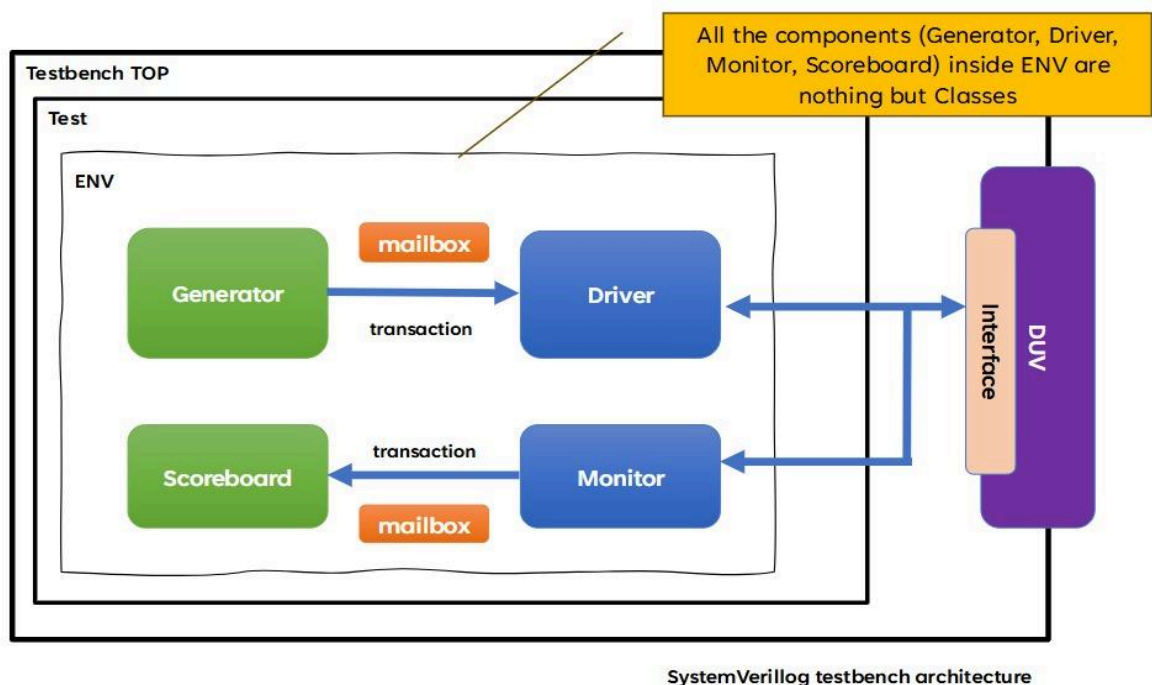 All the components (Generator, Driver,
Monitor, Scoreboard) inside ENV are
nothing but Classes
Testbench TOP
Test
ENV
mailbox
Generator
Driver
transaction
Interface
DUV
transaction
Scoreboard
Monitor
mailbox
SystemVerillog testbench architecture